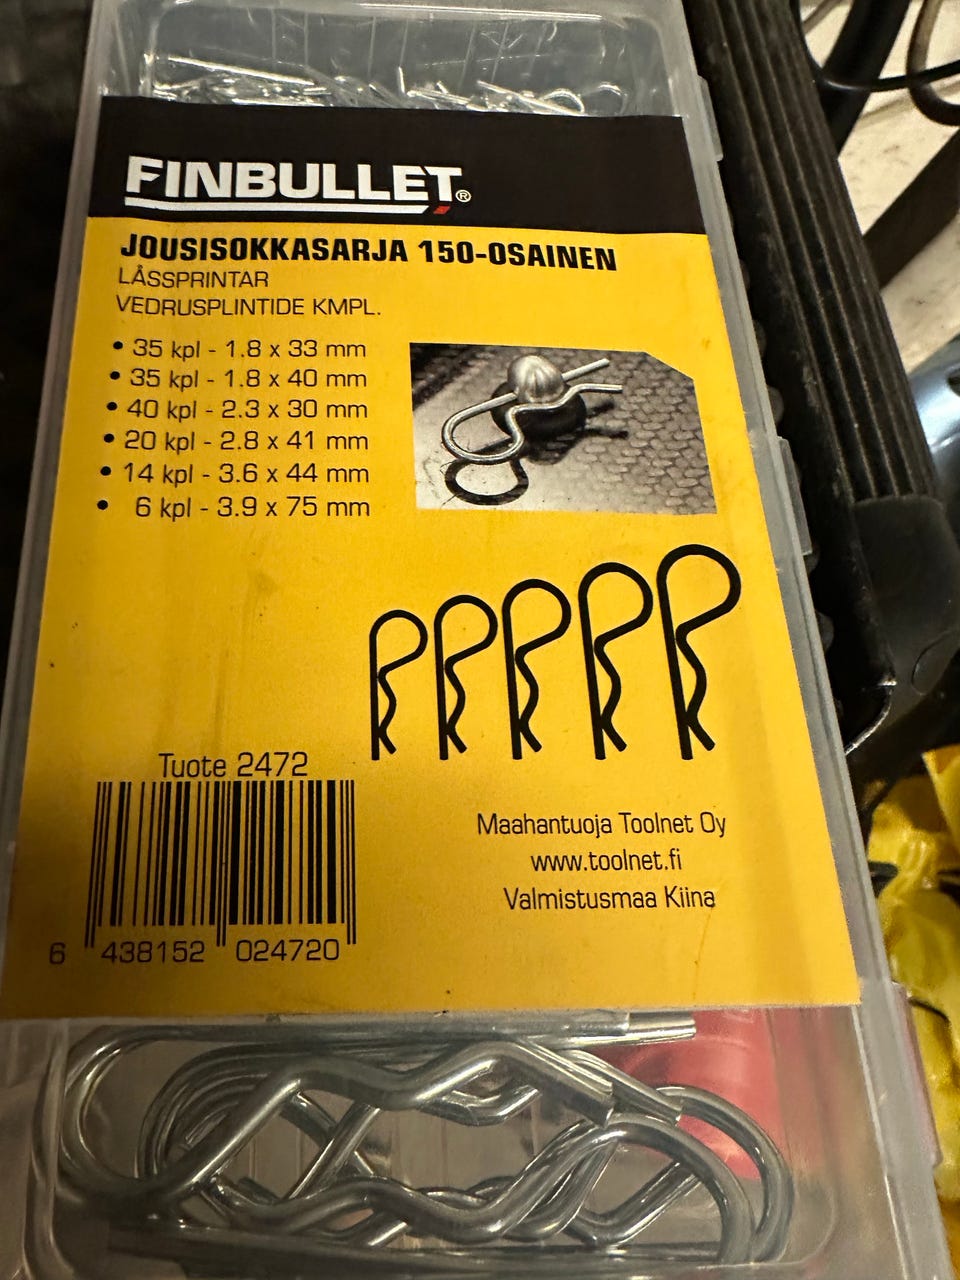 FINBULLET®
JOUSISOKKASARJA 150-OSAINEN
LÅSSPRINTAR
VEDRUSPLINTIDE KMPL.
• 35 kpl - 1.8 x 33 mm
• 35 kpl - 1.8 x 40 mm
• 40 kpl - 2.3 x 30 mm
• 20 kpl - 2.8 x 41 mm
• 14 kpl - 3.6 x 44 mm
• 6 kpl - 3.9 x 75 mm
Tuote 2472
6 438152 024720
Maahantuoja Toolnet Oy
www.toolnet.fi
Valmistusmaa Kiina